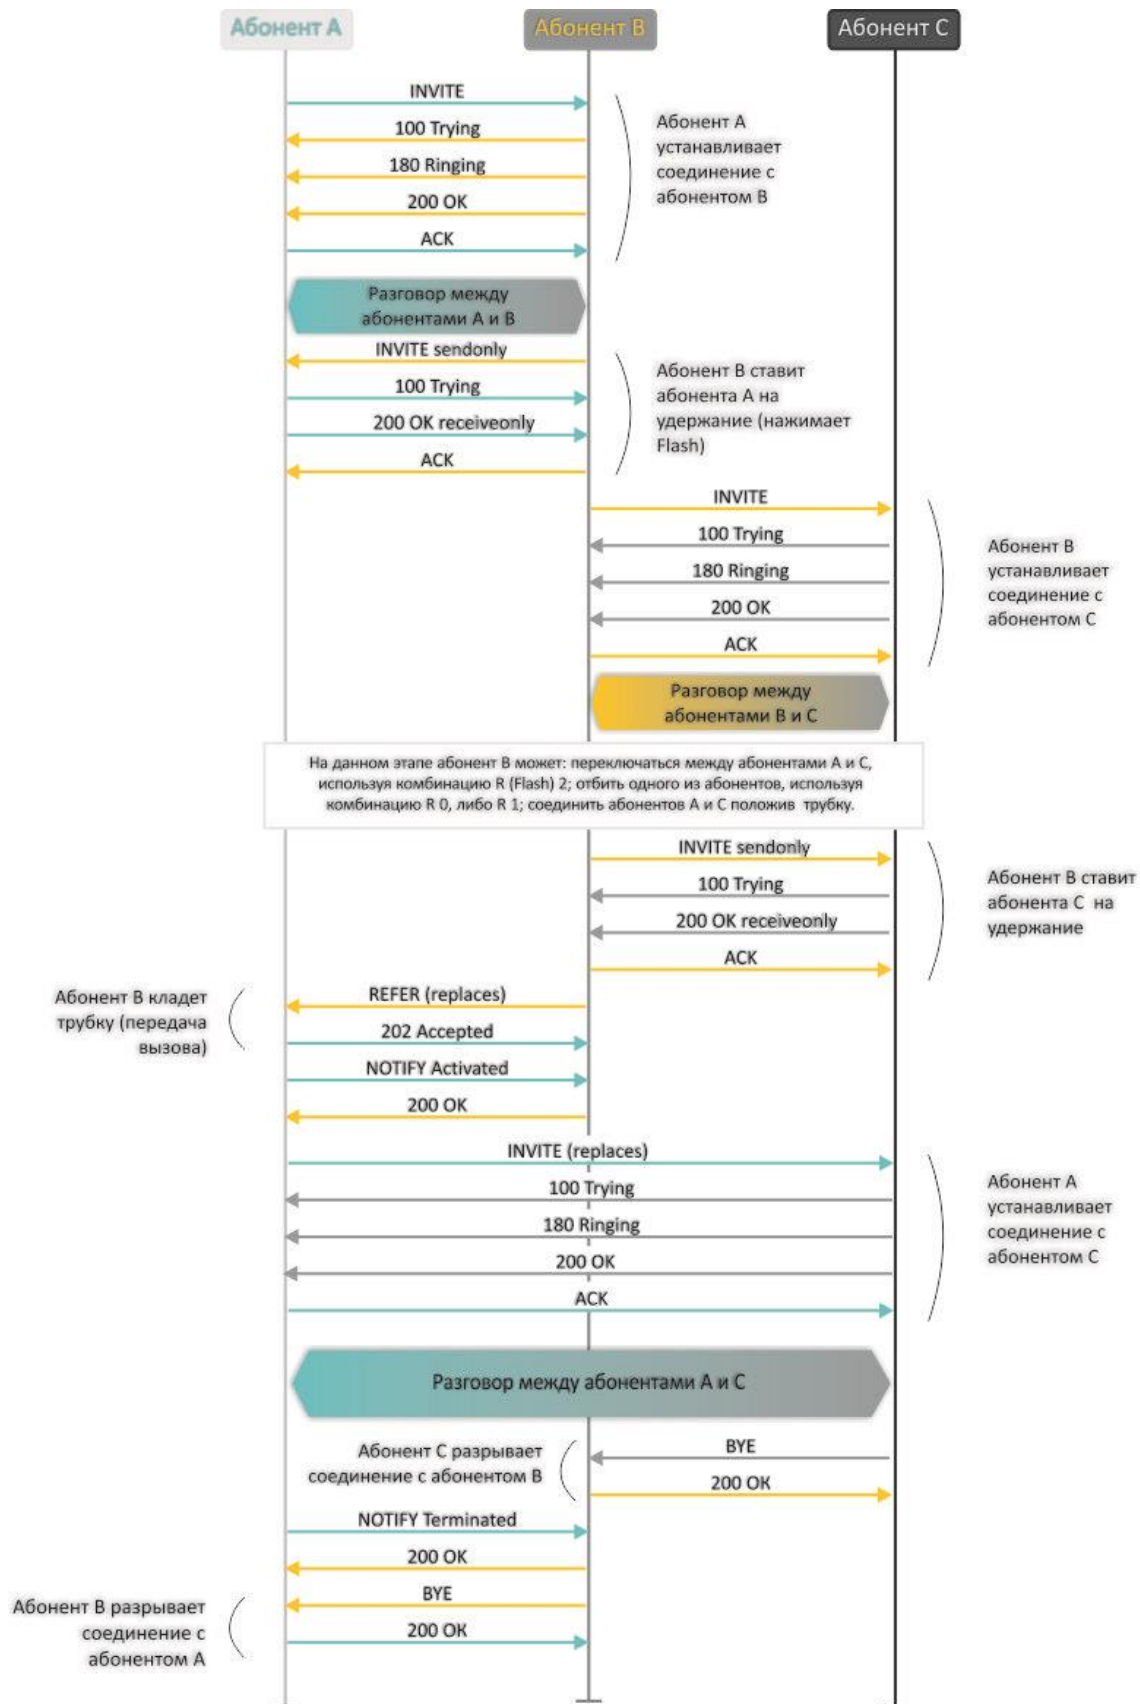 Абонент А
Абонент В
Абонент С
INVITE
100 Trying
180 Ringing
200 OK
ACK
Абонент А
устанавливает
соединение с
абонентом В
Разговор между
абонентами А и В
INVITE sendonly
100 Trying
200 OK receiveonly
ACK
Абонент В ставит
абонента А на
удержание (нажимает
Flash)
INVITE
100 Trying
180 Ringing
200 OK
ACK
Абонент В
устанавливает
соединение с
абонентом С
Разговор между
абонентами В и С
На данном этапе абонент В может: переключаться между абонентами А и С,
используя комбинацию R (Flash) 2; отбить одного из абонентов, используя
комбинацию R 0, либо R 1; соединить абонентов А и С положив трубку.
INVITE sendonly
100 Trying
200 OK receiveonly
ACK
Абонент В ставит
абонента С на
удержание
Абонент В кладет
трубку (передача
вызова)
REFER (replaces)
202 Accepted
NOTIFY Activated
200 OK
INVITE (replaces)
100 Trying
180 Ringing
200 OK
ACK
Абонент А
устанавливает
соединение с
абонентом С
Разговор между абонентами А и С
Абонент С разрывает
соединение с абонентом В
BYE
200 OK
NOTIFY Terminated
200 OK
BYE
200 OK
Абонент В разрывает
соединение с
абонентом А